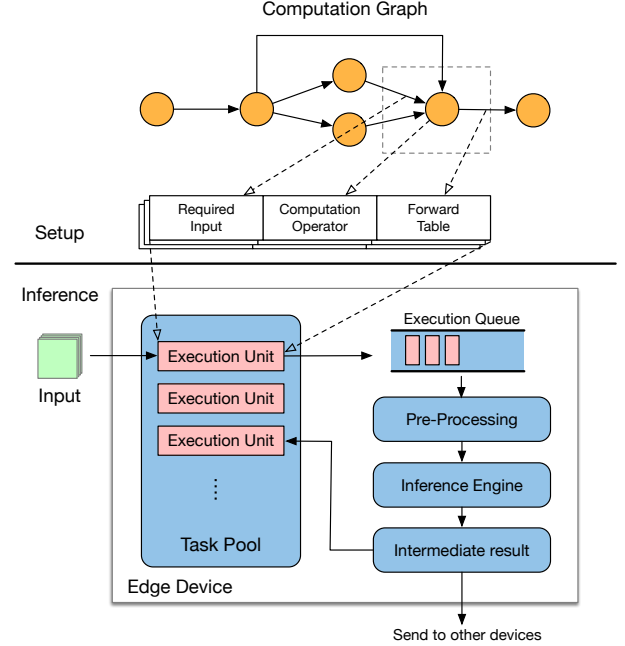 Computation Graph
Required
Input
Computation
Operator
Forward
Table
Setup
Inference
Execution Queue
Input
Execution Unit
Execution Unit
Execution Unit
Task Pool
Pre-Processing
Inference Engine
Intermediate result
Edge Device
Send to other devices